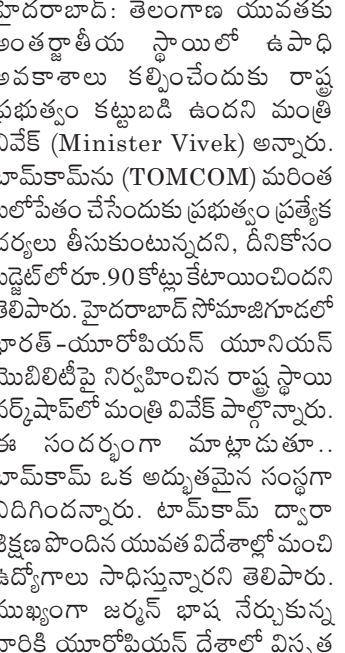 హైదరాబాద్: తెలంగాణ యువతకు
అంతర్జాతీయ స్థాయిలో ఉపాధి
అవకాశాలు కల్పించేందుకు రాష్ట్ర
ప్రభుత్వం కట్టుబడి ఉందని మంత్రి
వివేక్ (Minister Vivek) అన్నారు.
టామ్‌కామ్‌ను (TOMCOM) మరింత
బలోపేతం చేసేందుకు ప్రభుత్వం ప్రత్యేక
చర్యలు తీసుకుంటున్నదని, దీనికోసం
బడ్జెట్‌లో రూ.90 కోట్లు కేటాయించిందని
తెలిపారు. హైదరాబాద్ సోమాజిగూడలో
భారత్-యూరోపియన్ యూనియన్
మొబిలిటీపై నిర్వహించిన రాష్ట్ర స్థాయి
వర్క్‌షాప్‌లో మంత్రి వివేక్ పాల్గొన్నారు.
ఈ సందర్భంగా మాట్లాడుతూ..
టామ్‌కామ్ ఒక అద్భుతమైన సంస్థగా
ఎదిగిందన్నారు. టామ్‌కామ్ ద్వారా
శిక్షణ పొందిన యువత విదేశాల్లో మంచి
ఉద్యోగాలు సాధిస్తున్నారని తెలిపారు.
ముఖ్యంగా జర్మన్ భాష నేర్చుకున్న
వారికి యూరోపియన్ దేశాలో విస్తృత